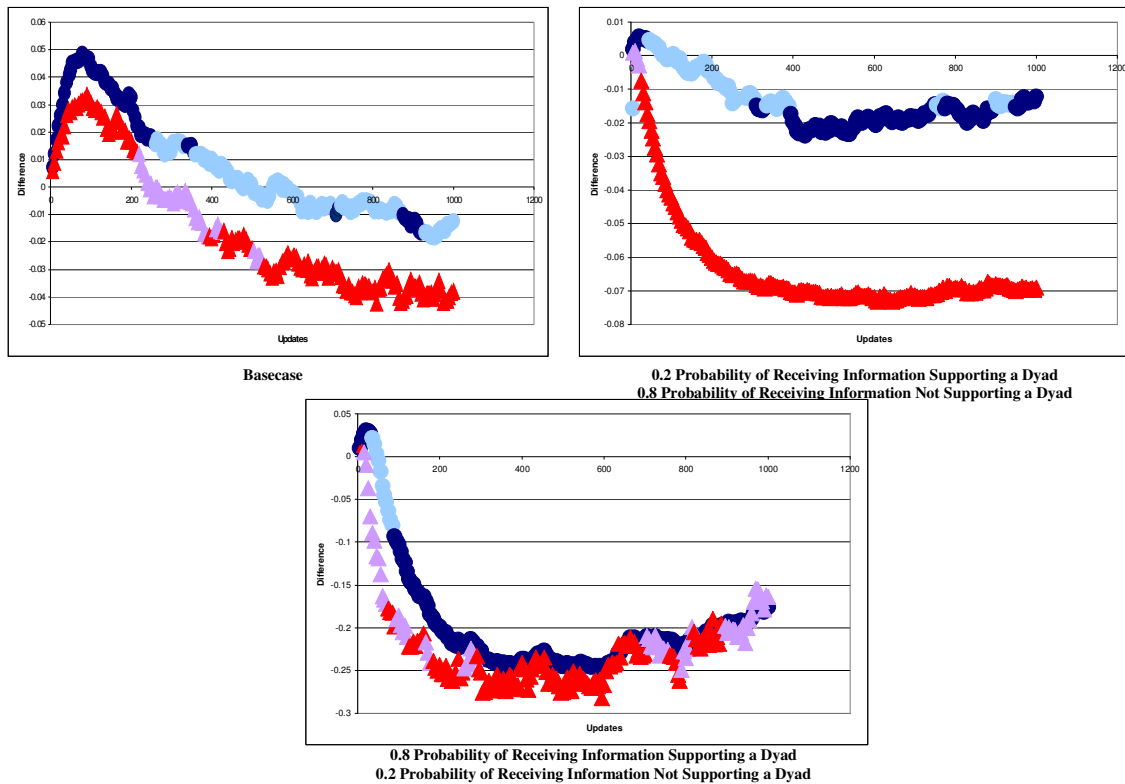 0.06
0.05
0.04
0.03
0.02
0.01
0
-0.01
-0.02
-0.03
-0.04
-0.05
Difference
0 200 400 600 800 1000 1200
Updates
Basecase
0.01
0
-0.01
-0.02
-0.03
-0.04
-0.05
-0.06
-0.07
-0.08
Difference
0 200 400 600 800 1000 1200
Updates
0.2 Probability of Receiving Information Supporting a Dyad
0.8 Probability of Receiving Information Not Supporting a Dyad
0.05
0
-0.05
-0.1
-0.15
-0.2
-0.25
-0.3
Difference
0 200 400 600 800 1000 1200
Updates
0.8 Probability of Receiving Information Supporting a Dyad
0.2 Probability of Receiving Information Not Supporting a Dyad